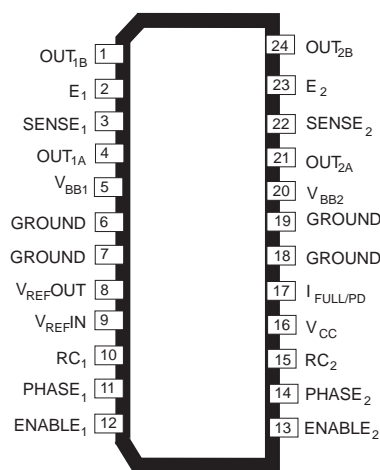 OUT1B 1
E1 2
SENSE1 3
OUT1A 4
VBB1 5
GROUND 6
GROUND 7
VREFOUT 8
VREFIN 9
RC1 10
PHASE1 11
ENABLE1 12
24 OUT2B
23 E2
22 SENSE2
21 OUT2A
20 VBB2
19 GROUND
18 GROUND
17 IFULL/PD
16 VCC
15 RC2
14 PHASE2
13 ENABLE2